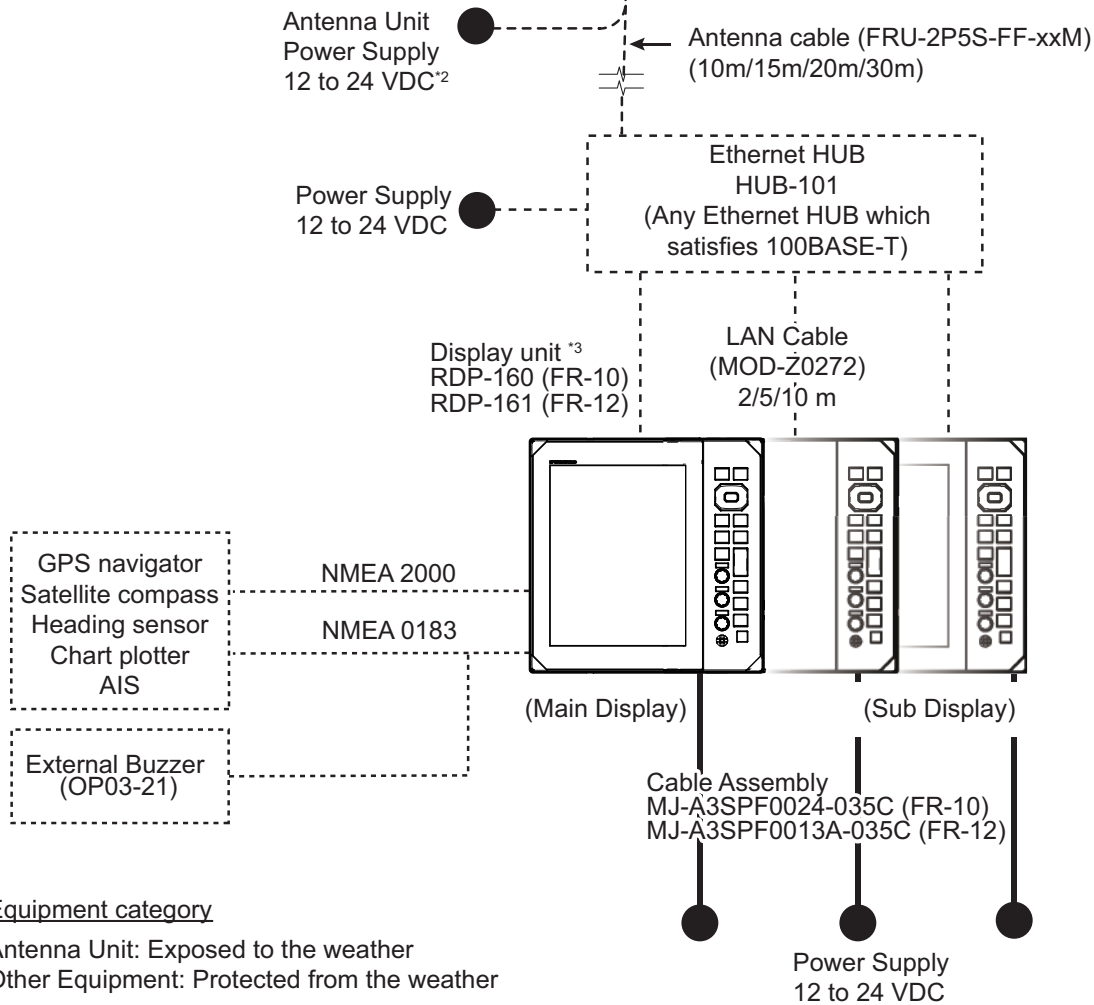 Antenna Unit
Power Supply
12 to 24 VDC*2
Antenna cable (FRU-2P5S-FF-xxM)
(10m/15m/20m/30m)
Ethernet HUB
HUB-101
(Any Ethernet HUB which
satisfies 100BASE-T)
Power Supply
12 to 24 VDC
Display unit *3
RDP-160 (FR-10)
RDP-161 (FR-12)
LAN Cable
(MOD-Z0272)
2/5/10 m
GPS navigator
Satellite compass
Heading sensor
Chart plotter
AIS
NMEA 2000
NMEA 0183
External Buzzer
(OP03-21)
(Main Display)
(Sub Display)
Cable Assembly
MJ-A3SPF0024-035C (FR-10)
MJ-A3SPF0013A-035C (FR-12)
Power Supply
12 to 24 VDC
Equipment category
Antenna Unit: Exposed to the weather
Other Equipment: Protected from the weather